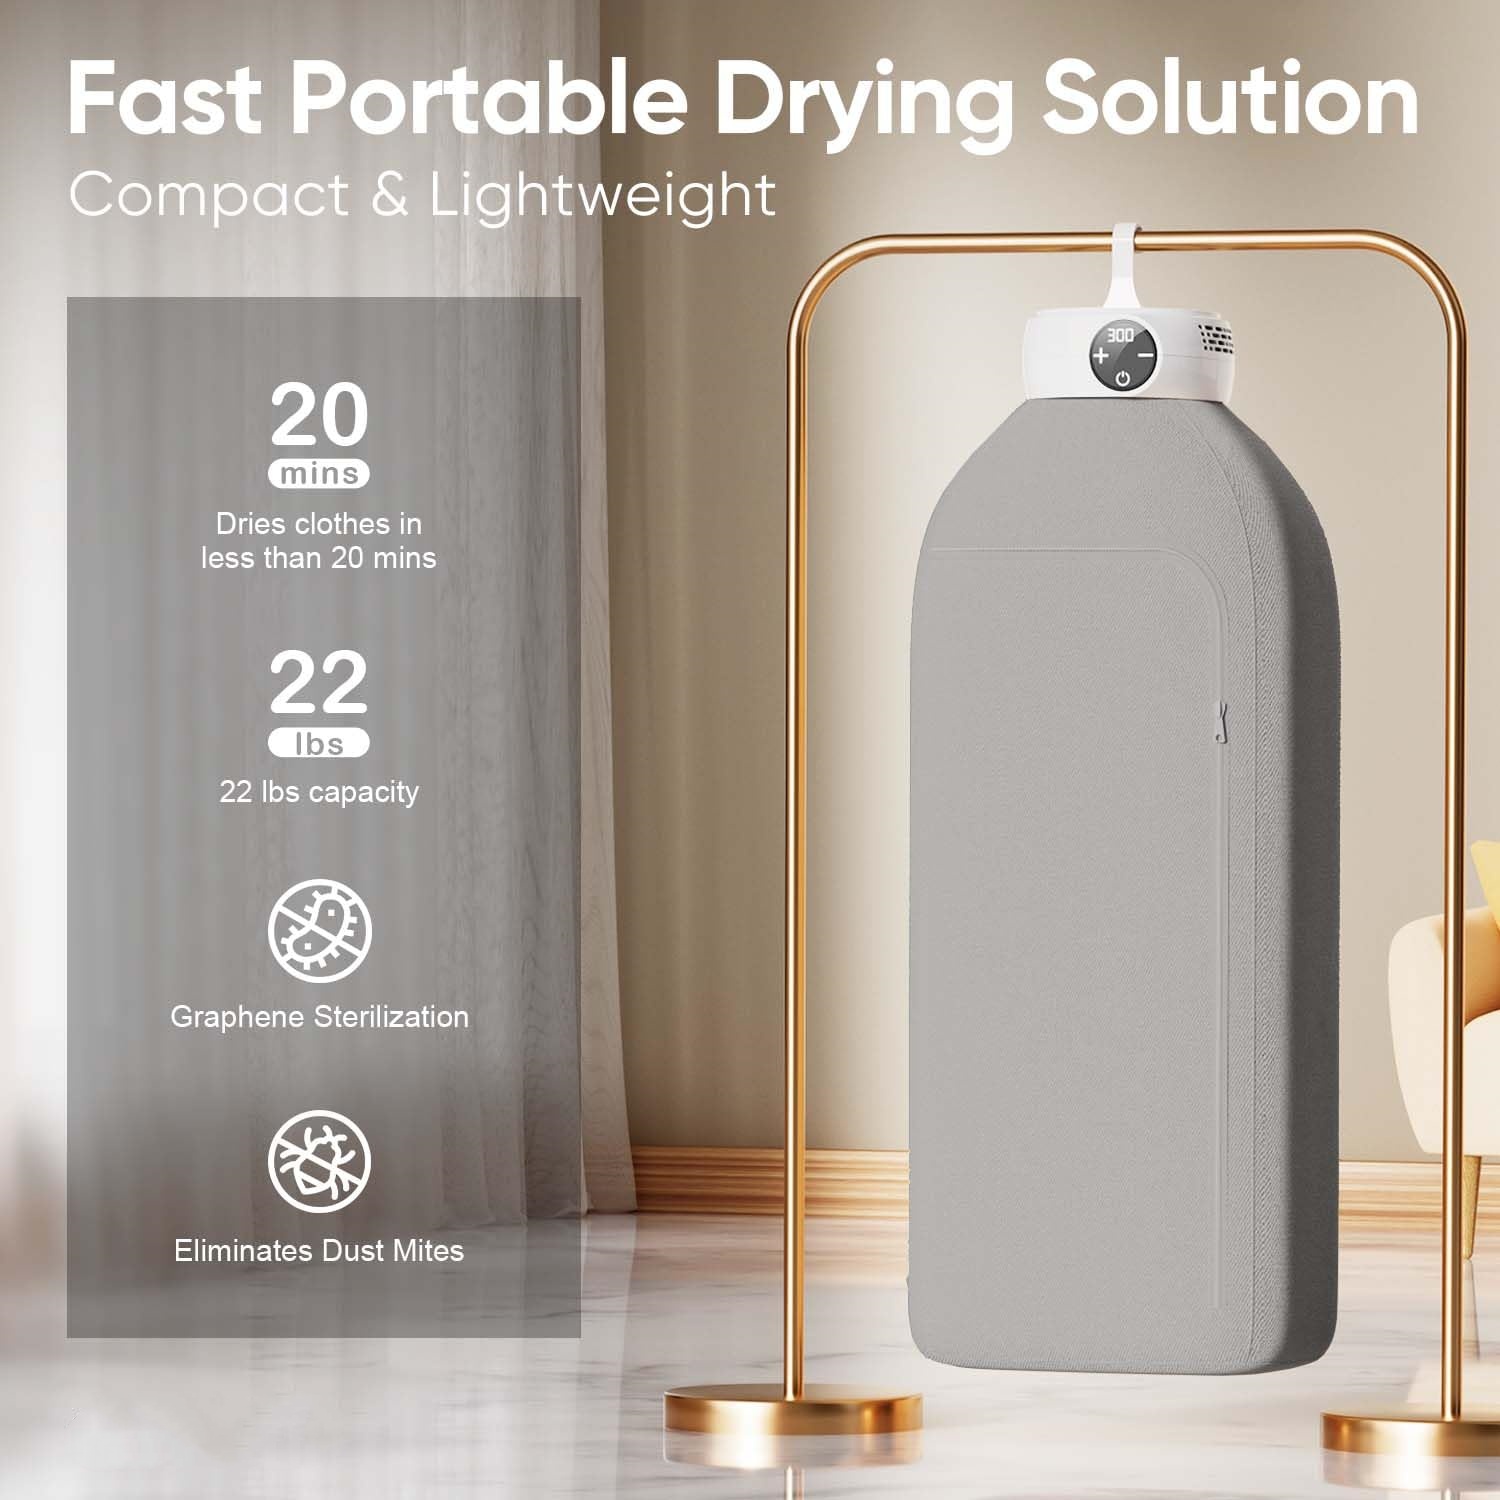 Fast Portable Drying Solution
Compact & Lightweight
300
+ −
20
mins
Dries clothes in
less than 20 mins
22
lbs
22 lbs capacity
Graphene Sterilization
Eliminates Dust Mites